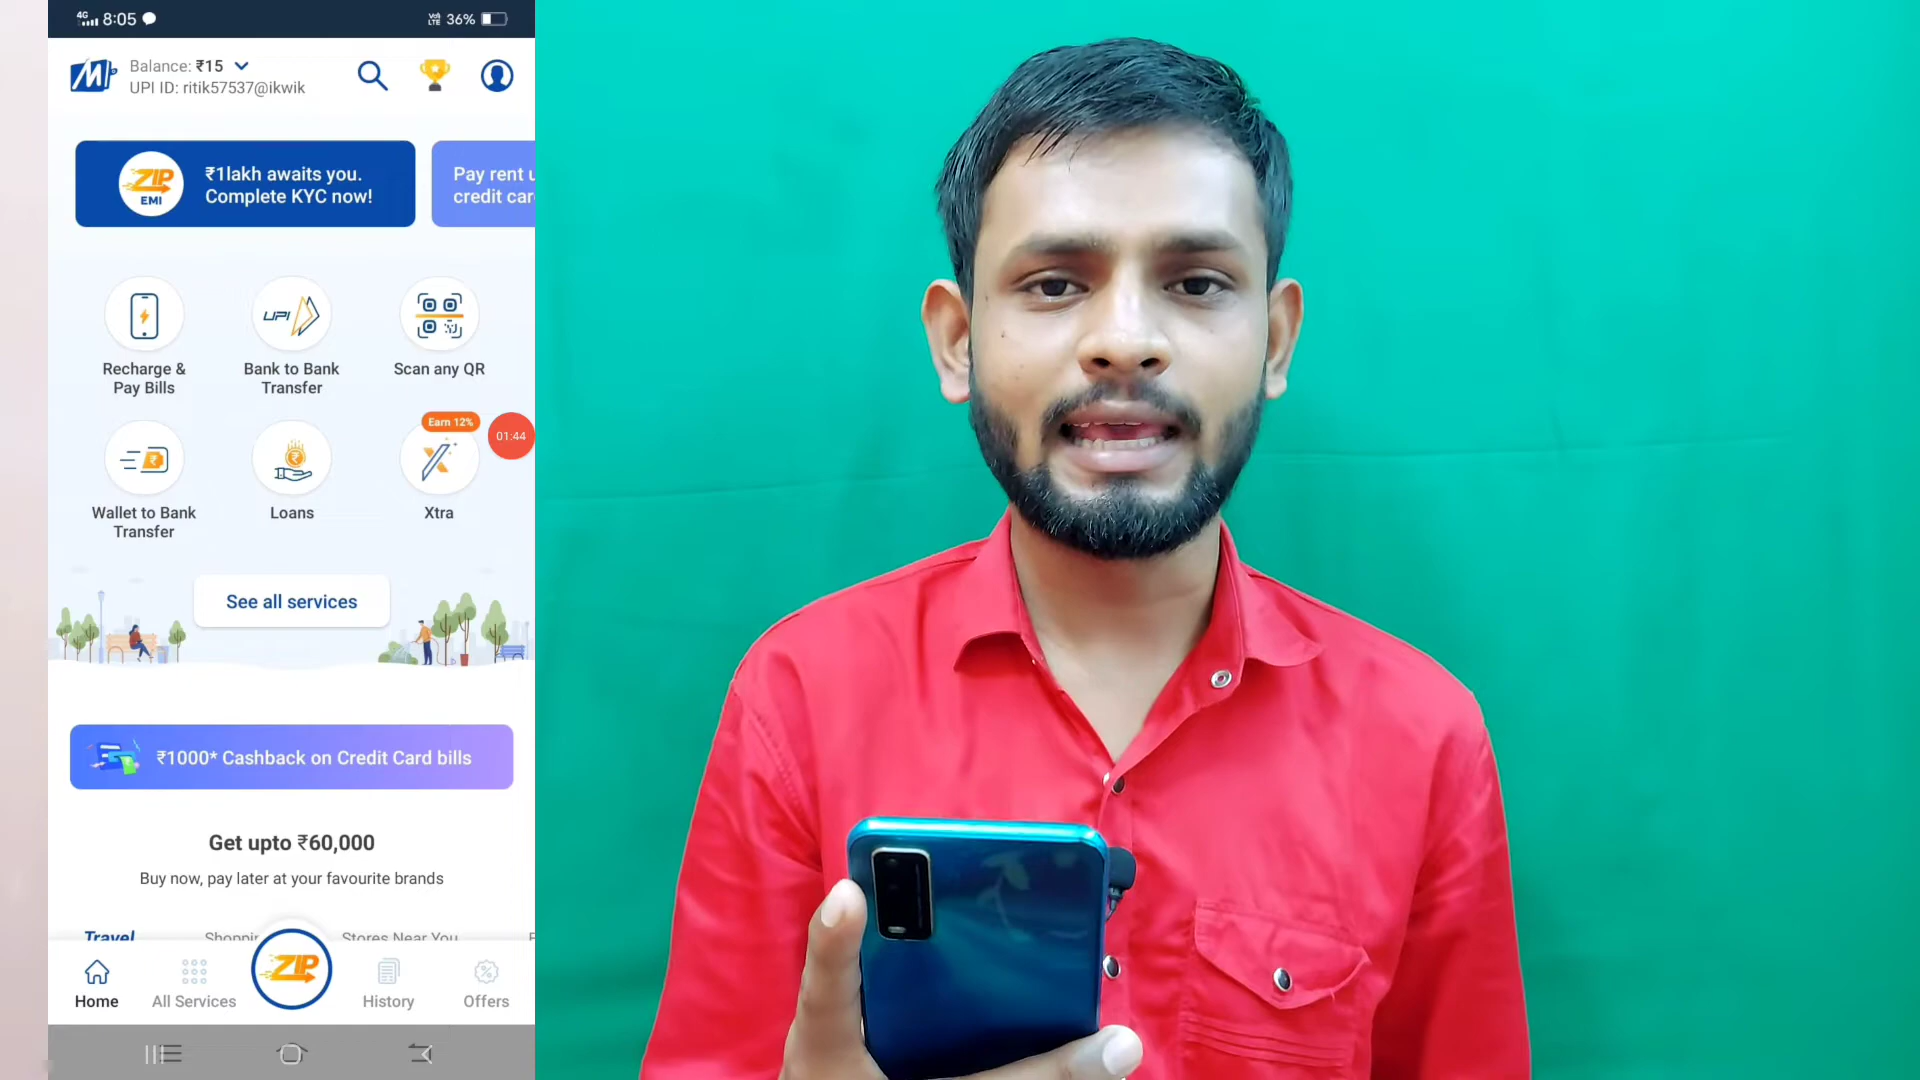 4G 8:05 Vo) LTE 36%
Balance: ₹15
UPI ID: ritik57537@ikwik
ZIP
EMI
₹1lakh awaits you.
Complete KYC now!
Pay rent
credit
Recharge &
Pay Bills
UPI
Bank to Bank
Transfer
Scan any QR
Wallet to Bank
Transfer
Loans
Earn 12%
Xtra
01:44
See all services
₹1000* Cashback on Credit Card bills
Get upto ₹60,000
Buy now, pay later at your favourite brands
Travel Stores Near You
Home
All Services
ZIP
History
Offers